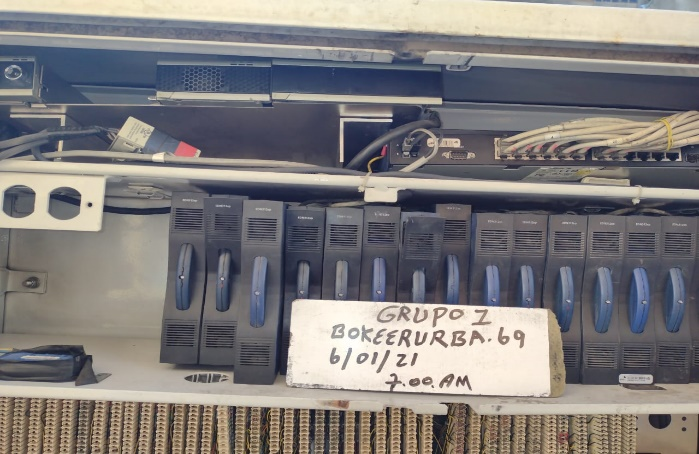 GRUPO 1
BOKEERURBA.69
6/01/21
7.00.AM